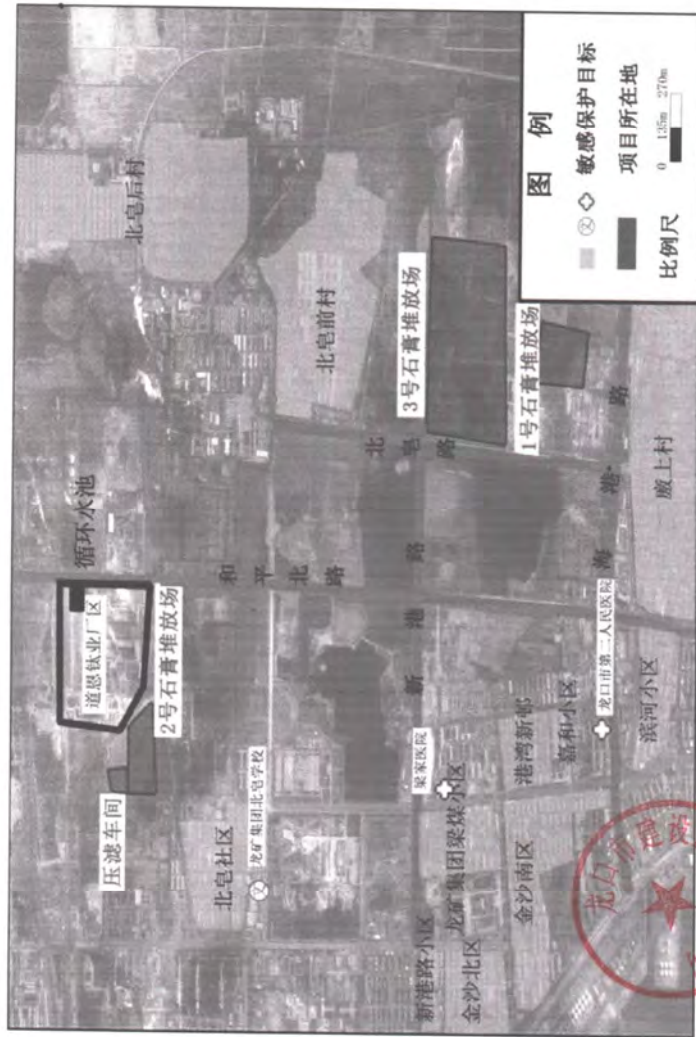 循环水池
道恩钛业厂区
2号石膏堆放场
压滤车间
北皂后村
北皂前村
和平北路
北皂路
3号石膏堆放场
1号石膏堆放场
北皂社区
龙矿集团北皂学校
新港路
海港路
梁家医院
龙矿集团梁煤小区
新港路小区
金沙北区
金沙南区
港湾新邨
嘉和小区
龙口市第二人民医院
滨河小区
廒上村
图 例
文
敏感保护目标
项目所在地
比例尺
0 135m 270m
龙口市建设